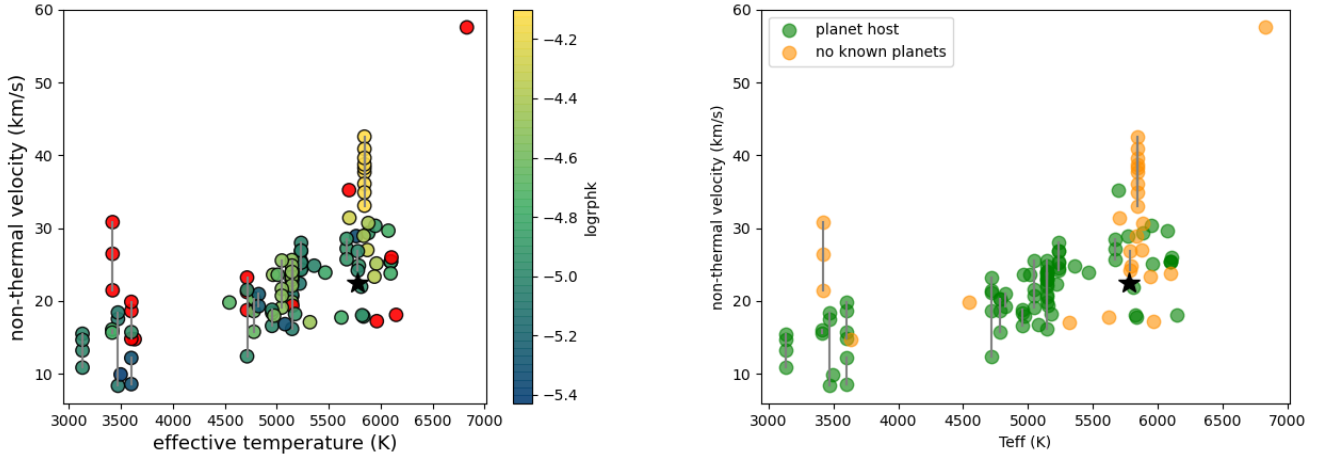 60
50
40
30
20
10
non-thermal velocity (km/s)
3000 3500 4000 4500 5000 5500 6000 6500 7000
effective temperature (K)
−4.2
−4.4
−4.6
−4.8
−5.0
−5.2
−5.4
logrphk
planet host
no known planets
60
50
40
30
20
10
non-thermal velocity (km/s)
3000 3500 4000 4500 5000 5500 6000 6500 7000
Teff (K)